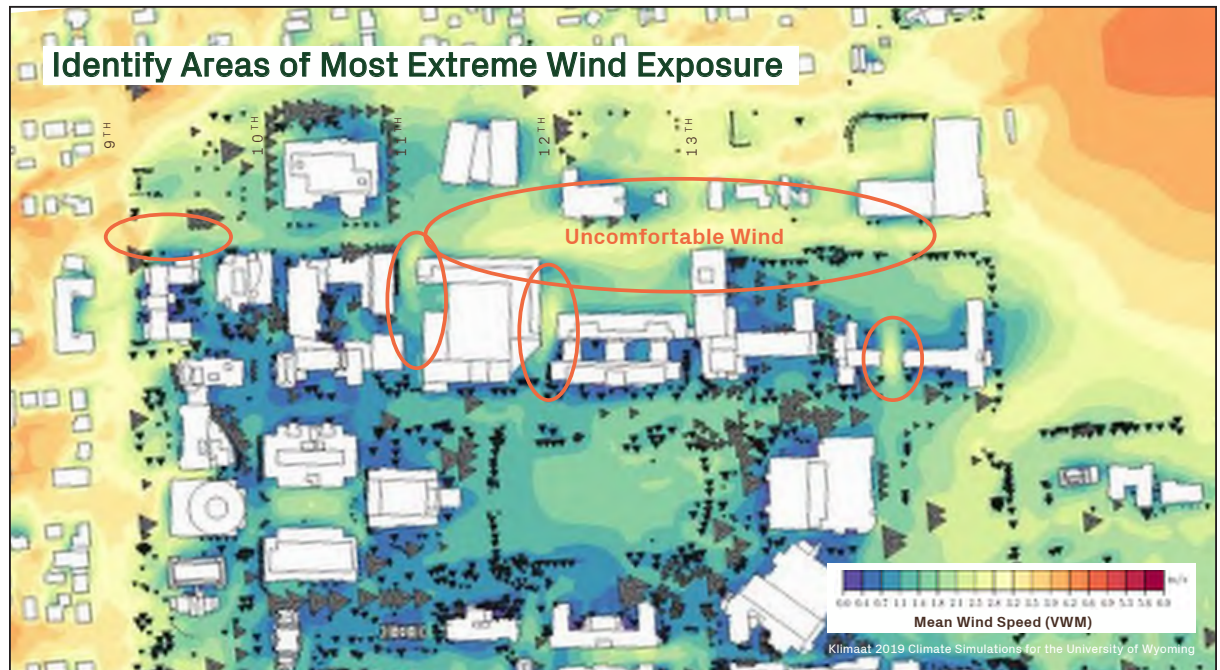 Identify Areas of Most Extreme Wind Exposure
9TH
10TH
11TH
12TH
13TH
Uncomfortable Wind
m/s
Mean Wind Speed (VWM)
Klimaat 2019 Climate Simulations for the University of Wyoming